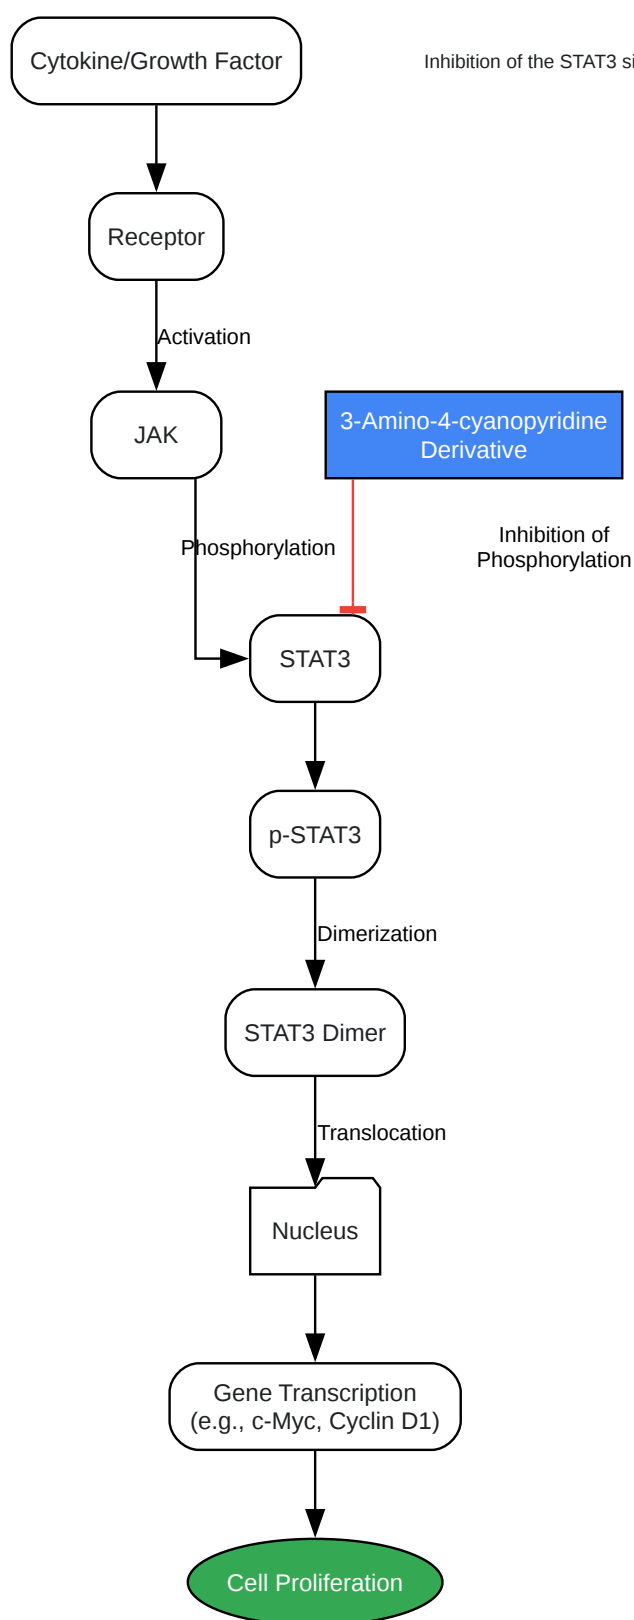 Cytokine/Growth Factor
Inhibition of the STAT3
Receptor
Activation
JAK
3-Amino-4-cyanopyridine
Derivative
Phosphorylation
Inhibition of
Phosphorylation
STAT3
p-STAT3
Dimerization
STAT3 Dimer
Translocation
Nucleus
Gene Transcription
(e.g., c-Myc, Cyclin D1)
Cell Proliferation